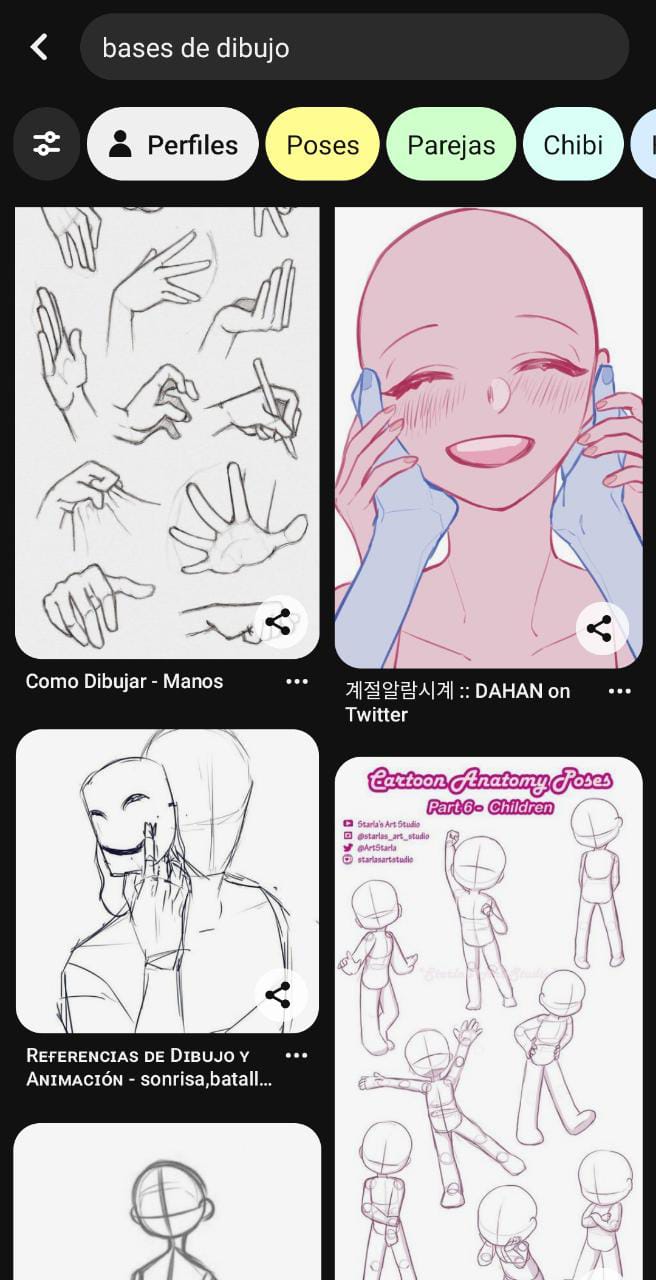 bases de dibujo
Perfiles
Poses
Parejas
Chibi
Como Dibujar - Manos
계절알람시계 :: DAHAN on
Twitter
Cartoon Anatomy Poses
Part 6 - Children
Starla's Art Studio
@starlas_art_studio
@ArtStarla
starlasartstudio
Referencias de Dibujo y
Animación - sonrisa,batall...